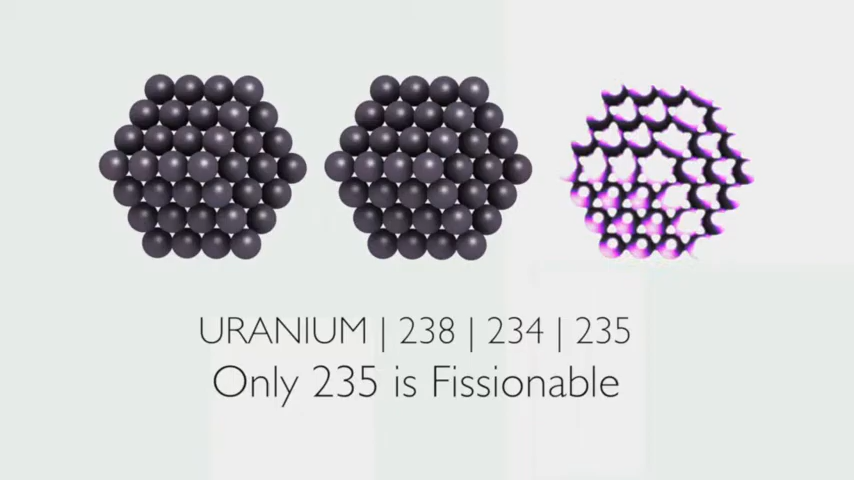 URANIUM | 238 | 234 | 235
Only 235 is Fissionable